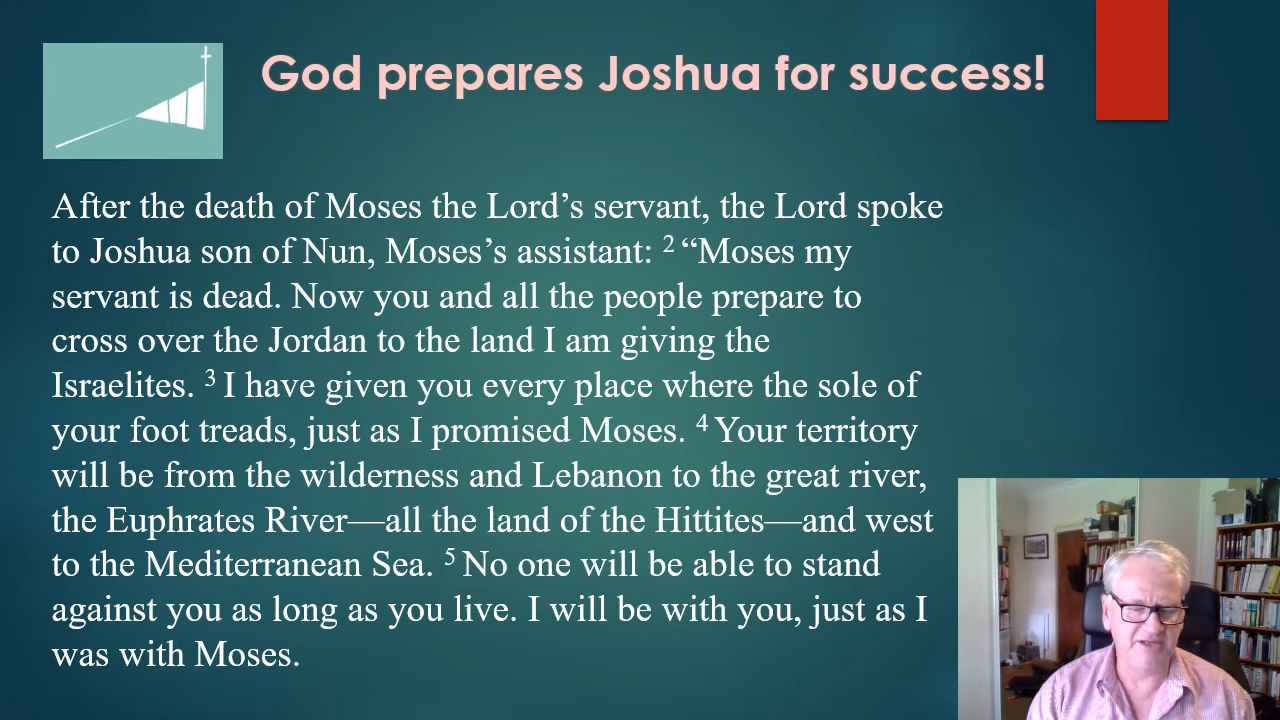 God prepares Joshua for success!
After the death of Moses the Lord’s servant, the Lord spoke
to Joshua son of Nun, Moses’s assistant: 2 “Moses my
servant is dead. Now you and all the people prepare to
cross over the Jordan to the land I am giving the
Israelites. 3 I have given you every place where the sole of
your foot treads, just as I promised Moses. 4 Your territory
will be from the wilderness and Lebanon to the great river,
the Euphrates River—all the land of the Hittites—and west
to the Mediterranean Sea. 5 No one will be able to stand
against you as long as you live. I will be with you, just as I
was with Moses.